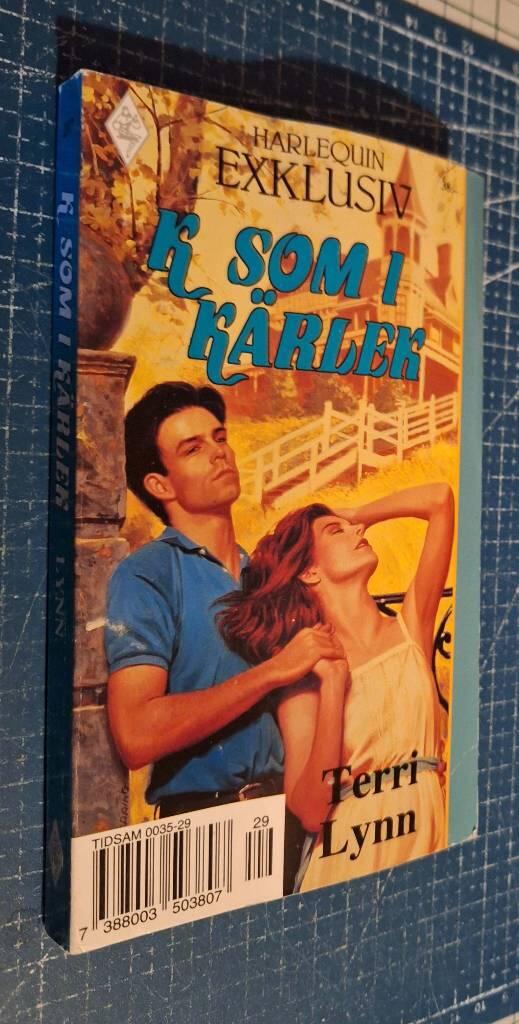 HARLEQUIN
EXKLUSIV
K SOM I
KÄRLEK
Terri
Lynn
TIDSAM 0035-29
29
7 388003 503807
K SOM I KÄRLEK LYNN